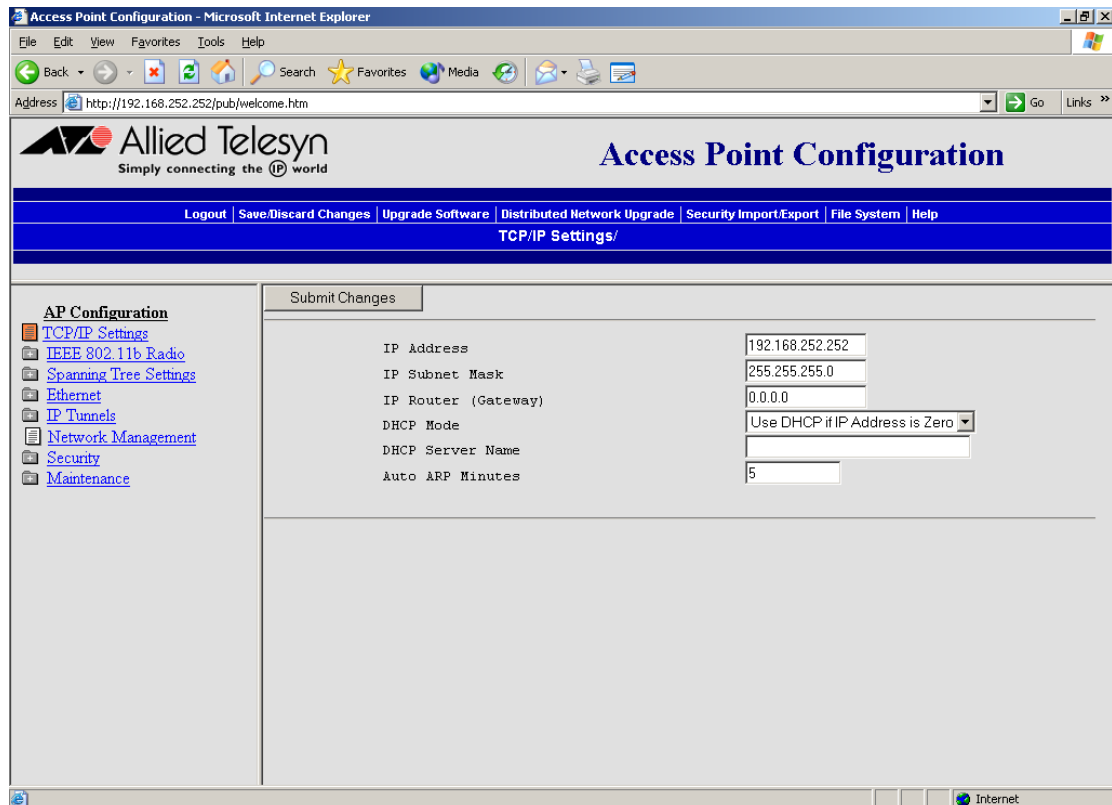 Access Point Configuration - Microsoft Internet Explorer
File Edit View Favorites Tools Help
Back Search Favorites Media
Address http://192.168.252.252/pub/welcome.htm Go Links »
Allied Telesyn
Simply connecting the IP world
Access Point Configuration
Logout | Save/Discard Changes | Upgrade Software | Distributed Network Upgrade | Security Import/Export | File System | Help
TCP/IP Settings/
AP Configuration
TCP/IP Settings
IEEE 802.11b Radio
Spanning Tree Settings
Ethernet
IP Tunnels
Network Management
Security
Maintenance
Submit Changes
IP Address 192.168.252.252
IP Subnet Mask 255.255.255.0
IP Router (Gateway) 0.0.0.0
DHCP Mode Use DHCP if IP Address is Zero
DHCP Server Name
Auto ARP Minutes 5
Internet